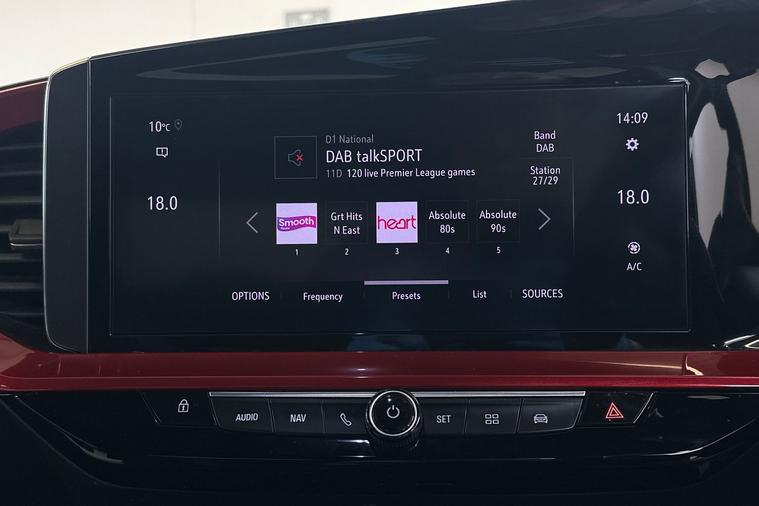 10°C
14:09
D1 National
DAB talkSPORT
11D 120 live Premier League games
Band
DAB
Station
27/29
18.0
18.0
Smooth
Grt Hits
N East
heart
Absolute
80s
Absolute
90s
1
2
3
4
5
A/C
OPTIONS
Frequency
Presets
List
SOURCES
AUDIO
NAV
SET